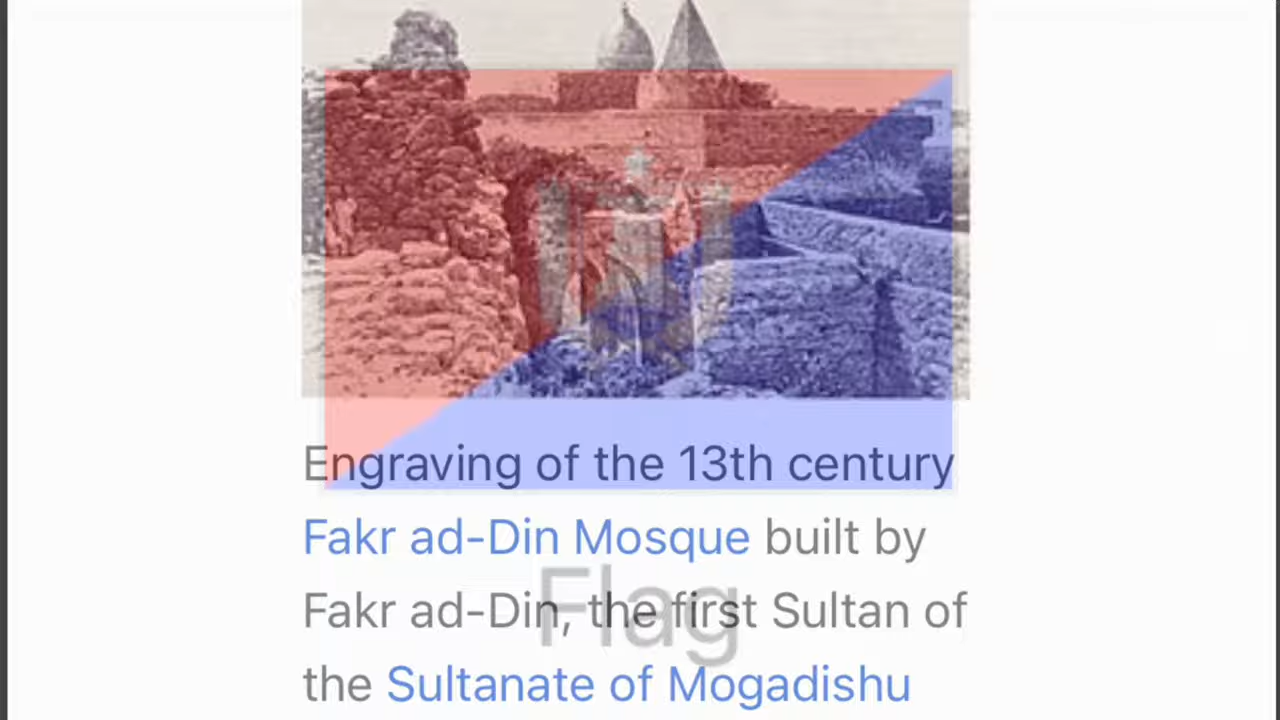 Engraving of the 13th century
Fakr ad-Din Mosque built by
Fakr ad-Din, the first Sultan of
Flag
the Sultanate of Mogadishu